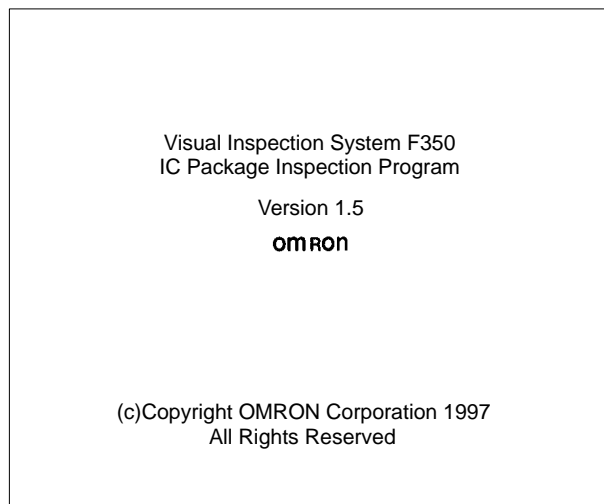 Visual Inspection System F350
IC Package Inspection Program
Version 1.5
OMRON
(c)Copyright OMRON Corporation 1997
All Rights Reserved